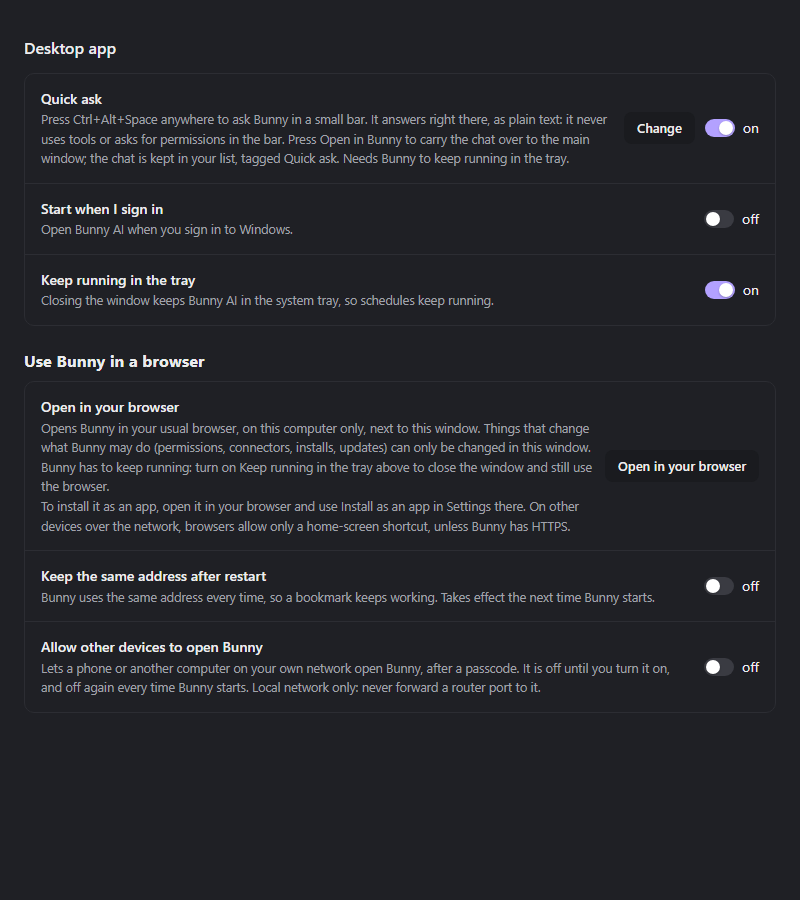 Desktop app
Quick ask
Press Ctrl+Alt+Space anywhere to ask Bunny in a small bar. It answers right there, as plain text: it never
uses tools or asks for permissions in the bar. Press Open in Bunny to carry the chat over to the main
window; the chat is kept in your list, tagged Quick ask. Needs Bunny to keep running in the tray.
Change
on
Start when I sign in
Open Bunny AI when you sign in to Windows.
off
Keep running in the tray
Closing the window keeps Bunny AI in the system tray, so schedules keep running.
on
Use Bunny in a browser
Open in your browser
Opens Bunny in your usual browser, on this computer only, next to this window. Things that change
what Bunny may do (permissions, connectors, installs, updates) can only be changed in this window.
Bunny has to keep running: turn on Keep running in the tray above to close the window and still use
the browser.
To install it as an app, open it in your browser and use Install as an app in Settings there. On other
devices over the network, browsers allow only a home-screen shortcut, unless Bunny has HTTPS.
Open in your browser
Keep the same address after restart
Bunny uses the same address every time, so a bookmark keeps working. Takes effect the next time Bunny starts.
off
Allow other devices to open Bunny
Lets a phone or another computer on your own network open Bunny, after a passcode. It is off until you turn it on,
and off again every time Bunny starts. Local network only: never forward a router port to it.
off